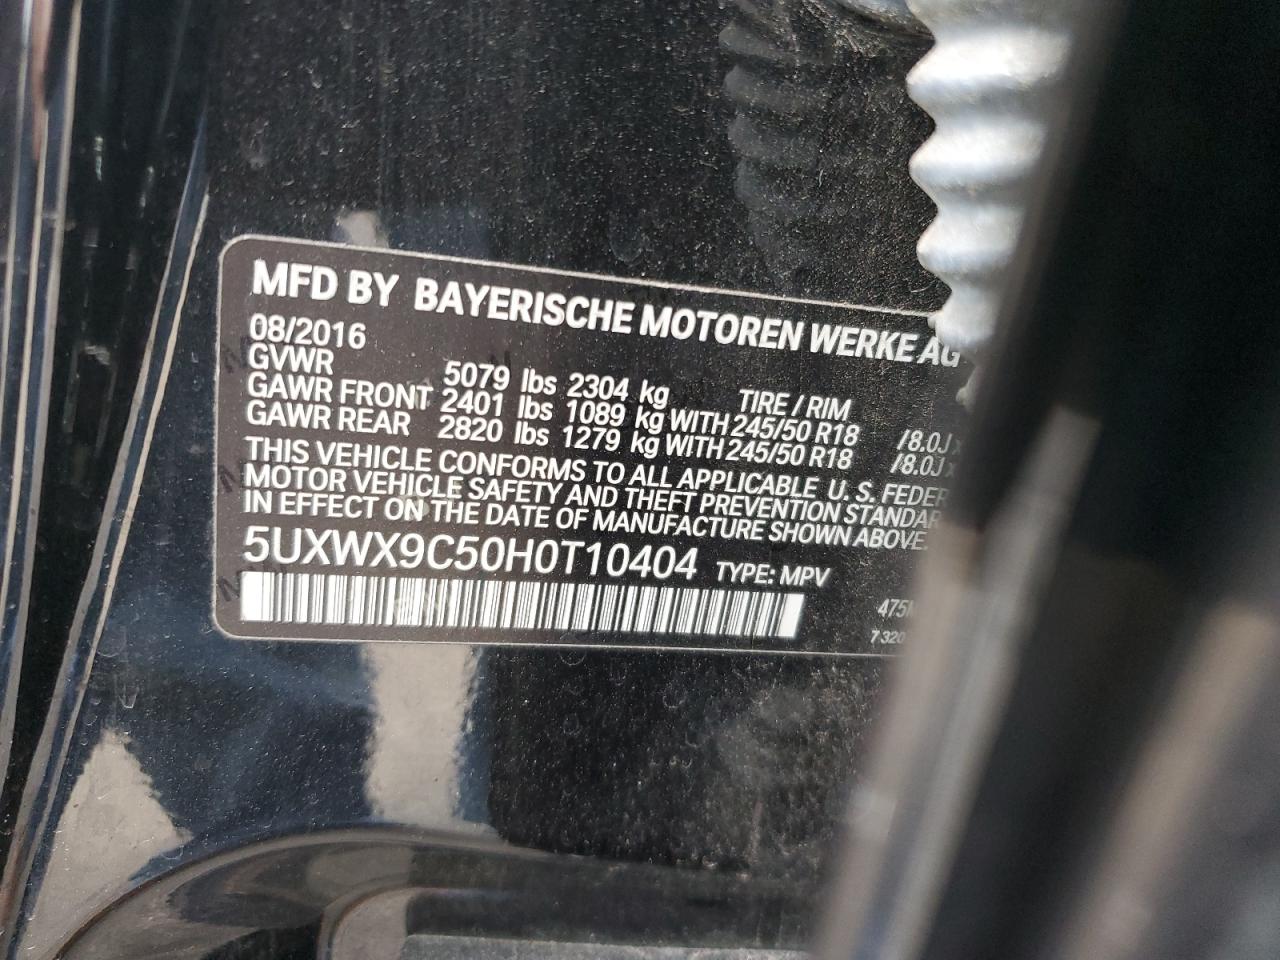 MFD BY BAYERISCHE MOTOREN WERKE AG
08/2016
GVWR 5079 lbs 2304 kg TIRE / RIM
GAWR FRONT 2401 lbs 1089 kg WITH 245/50 R18 /8.0J x
GAWR REAR 2820 lbs 1279 kg WITH 245/50 R18 /8.0J x
THIS VEHICLE CONFORMS TO ALL APPLICABLE U. S. FEDER
MOTOR VEHICLE SAFETY AND THEFT PREVENTION STANDAR
IN EFFECT ON THE DATE OF MANUFACTURE SHOWN ABOVE.
5UXWX9C50H0T10404 TYPE: MPV
475
7320